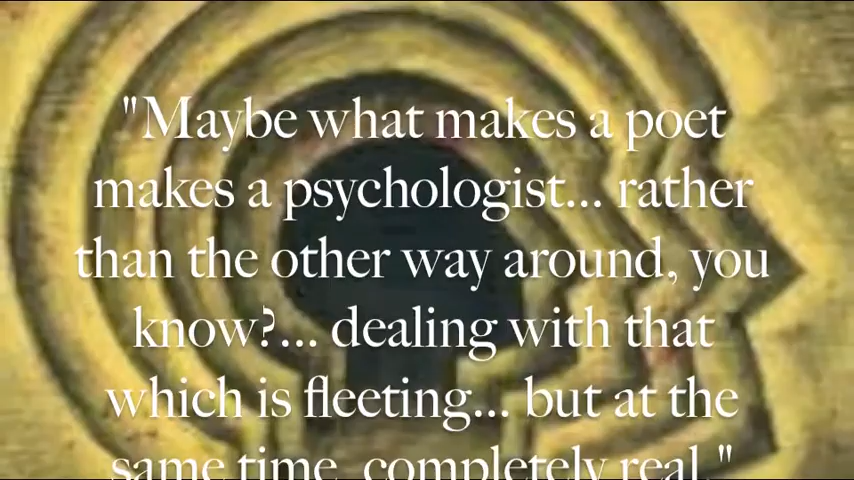 "Maybe what makes a poet
makes a psychologist... rather
than the other way around, you
know?... dealing with that
which is fleeting... but at the
same time, completely real."